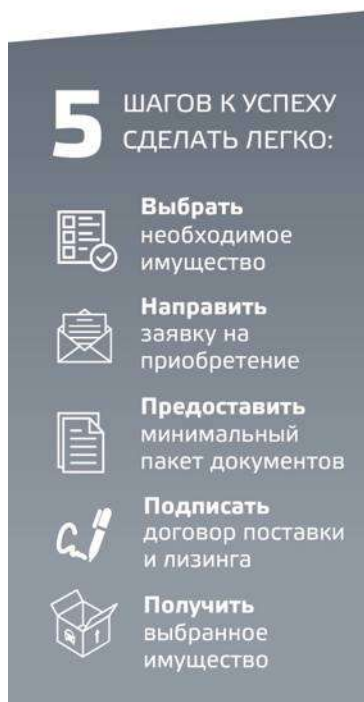 5 ШАГОВ К УСПЕХУ
СДЕЛАТЬ ЛЕГКО:
Выбрать
необходимое
имущество
Направить
заявку на
приобретение
Предоставить
минимальный
пакет документов
Подписать
договор поставки
и лизинга
Получить
выбранное
имущество